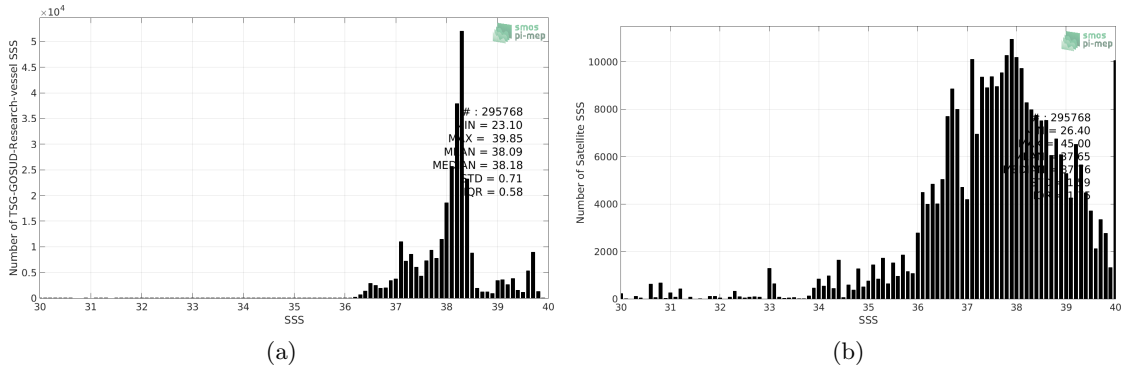 ×10⁴
smos
pi-mep
5
4.5
4
3.5
3
2.5
2
1.5
1
0.5
0
Number of TSG-GOSUD-Research-vessel SSS
# : 295768
MIN = 23.10
MAX = 39.85
MEAN = 38.09
MEDIAN = 38.18
STD = 0.71
IQR = 0.58
30 31 32 33 34 35 36 37 38 39 40
SSS
(a)
smos
pi-mep
10000
8000
6000
4000
2000
0
Number of Satellite SSS
# : 295768
= 26.40
30 31 32 33 34 35 36 37 38 39 40
SSS
(b)